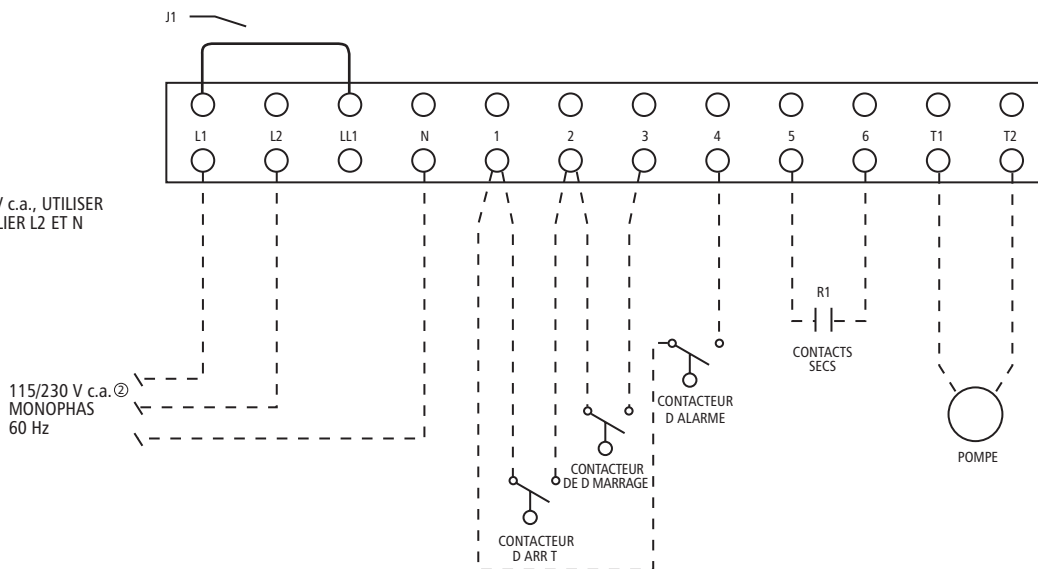 J1
L1 L2 LL1 N 1 2 3 4 5 6 T1 T2
V c.a., UTILISER
LIER L2 ET N
115/230 V c.a.②
MONOPHAS
60 Hz
R1
CONTACTS
SECS
CONTACTEUR
D ALARME
CONTACTEUR
DE D MARRAGE
CONTACTEUR
D ARR T
POMPE